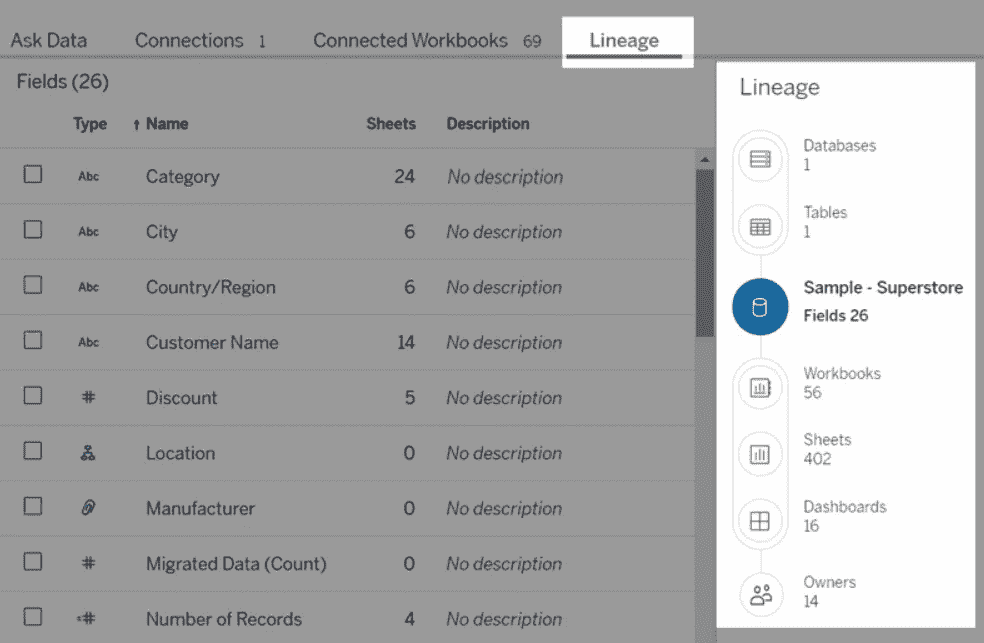 Ask Data Connections 1 Connected Workbooks 69 Lineage
Fields (26)
Type ↑ Name Sheets Description
Abc Category 24 No description
Abc City 6 No description
Abc Country/Region 6 No description
Abc Customer Name 14 No description
# Discount 5 No description
Location 0 No description
Manufacturer 0 No description
# Migrated Data (Count) 0 No description
=# Number of Records 4 No description
Lineage
Databases
1
Tables
1
Sample - Superstore
Fields 26
Workbooks
56
Sheets
402
Dashboards
16
Owners
14